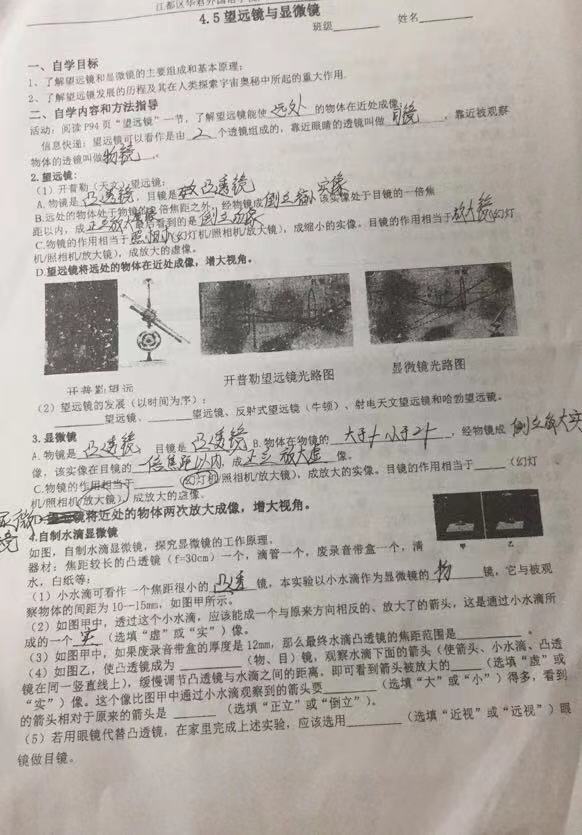 4.5望远镜与显微镜
班级________ 姓名________
一、自学目标
1、了解望远镜和显微镜的主要组成和基本原理；
2、了解望远镜发展的历程及其在人类探索宇宙奥秘中所起的重大作用.
二、自学内容和方法指导
活动：阅读P94页“望远镜”一节，了解望远镜能使 远处 的物体在近处成像；
信息快递：望远镜可以看作是由 2 个透镜组成的，靠近眼睛的透镜叫做 目镜，靠近被观察
物体的透镜叫做物镜。
2.望远镜：
（1）开普勒（天文）望远镜：
A.物镜是 凸透镜，目镜是 凸透镜
B.远处的物体处于物镜的二倍焦距之外，经物镜成 倒立缩小实像，该实像处于目镜的一倍焦
距以内，成 正立放大虚像 最后看到的是 倒立
C.物镜的作用相当于 照相机（幻灯机/照相机/放大镜），成缩小的实像。目镜的作用相当于 放大镜（幻灯
机/照相机/放大镜），成放大的虚像。
D.望远镜将远处的物体在近处成像，增大视角。
开普勒望远
开普勒望远镜光路图
显微镜光路图
（2）望远镜的发展（以时间为序）：
________望远镜、________望远镜、反射式望远镜（牛顿）、射电天文望远镜和哈勃望远镜。
3.显微镜
A.物镜是 凸透镜 目镜是 凸透镜 B.物体在物镜的 大于f小于2f，经物镜成 倒立放大实
像，该实像在目镜的 一倍焦距以内，成 正立放大虚 像。
C.物镜的作用相当于________（幻灯机/照相机/放大镜），成放大的实像。目镜的作用相当于________（幻灯
机/照相机/放大镜），成放大的虚像。
显微镜将近处的物体两次放大成像，增大视角。
4.自制水滴显微镜
如图，自制水滴显微镜，探究显微镜的工作原理。
器材：焦距较长的凸透镜（f=30cm）一个，滴管一个，废录音带盒一个，清
水，白纸等；
甲 乙
（1）小水滴可看作一个焦距很小的 凸透 镜，本实验以小水滴作为显微镜的 物 镜，它与被观
察物体的间距为10--15mm，如图甲所示。
（2）如图甲中，透过这个小水滴，应该能成一个与原来方向相反的、放大了的箭头，这是通过小水滴所
成的一个 实 （选填“虚”或“实”）像。
（3）如图甲中，如果废录音带盒的厚度是12mm，那么最终水滴凸透镜的焦距范围是________。
（4）如图乙，使凸透镜成为________（物、目）镜，观察水滴下面的箭头（使箭头、小水滴、凸透
镜在同一竖直线上），缓慢调节凸透镜与水滴之间的距离，即可看到箭头被放大的________（选填“虚”或
“实”）像。这个像比图甲中通过小水滴观察到的箭头要________（选填“大”或“小”）得多，看到
的箭头相对于原来的箭头是________（选填“正立”或“倒立”）。
（5）若用眼镜代替凸透镜，在家里完成上述实验，应该选用________（选填“近视”或“远视”）眼
镜做目镜。